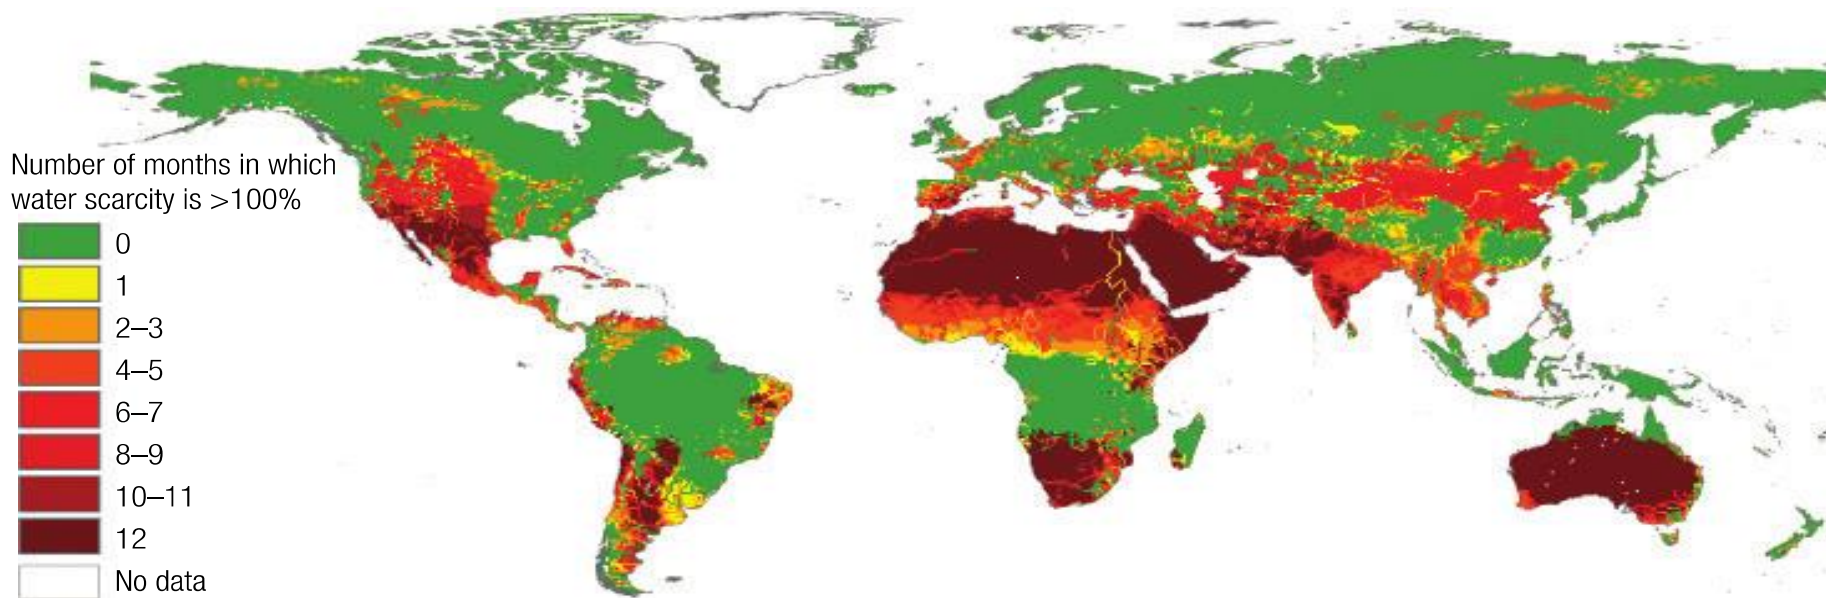 Number of months in which
water scarcity is >100%
0
1
2–3
4–5
6–7
8–9
10–11
12
No data